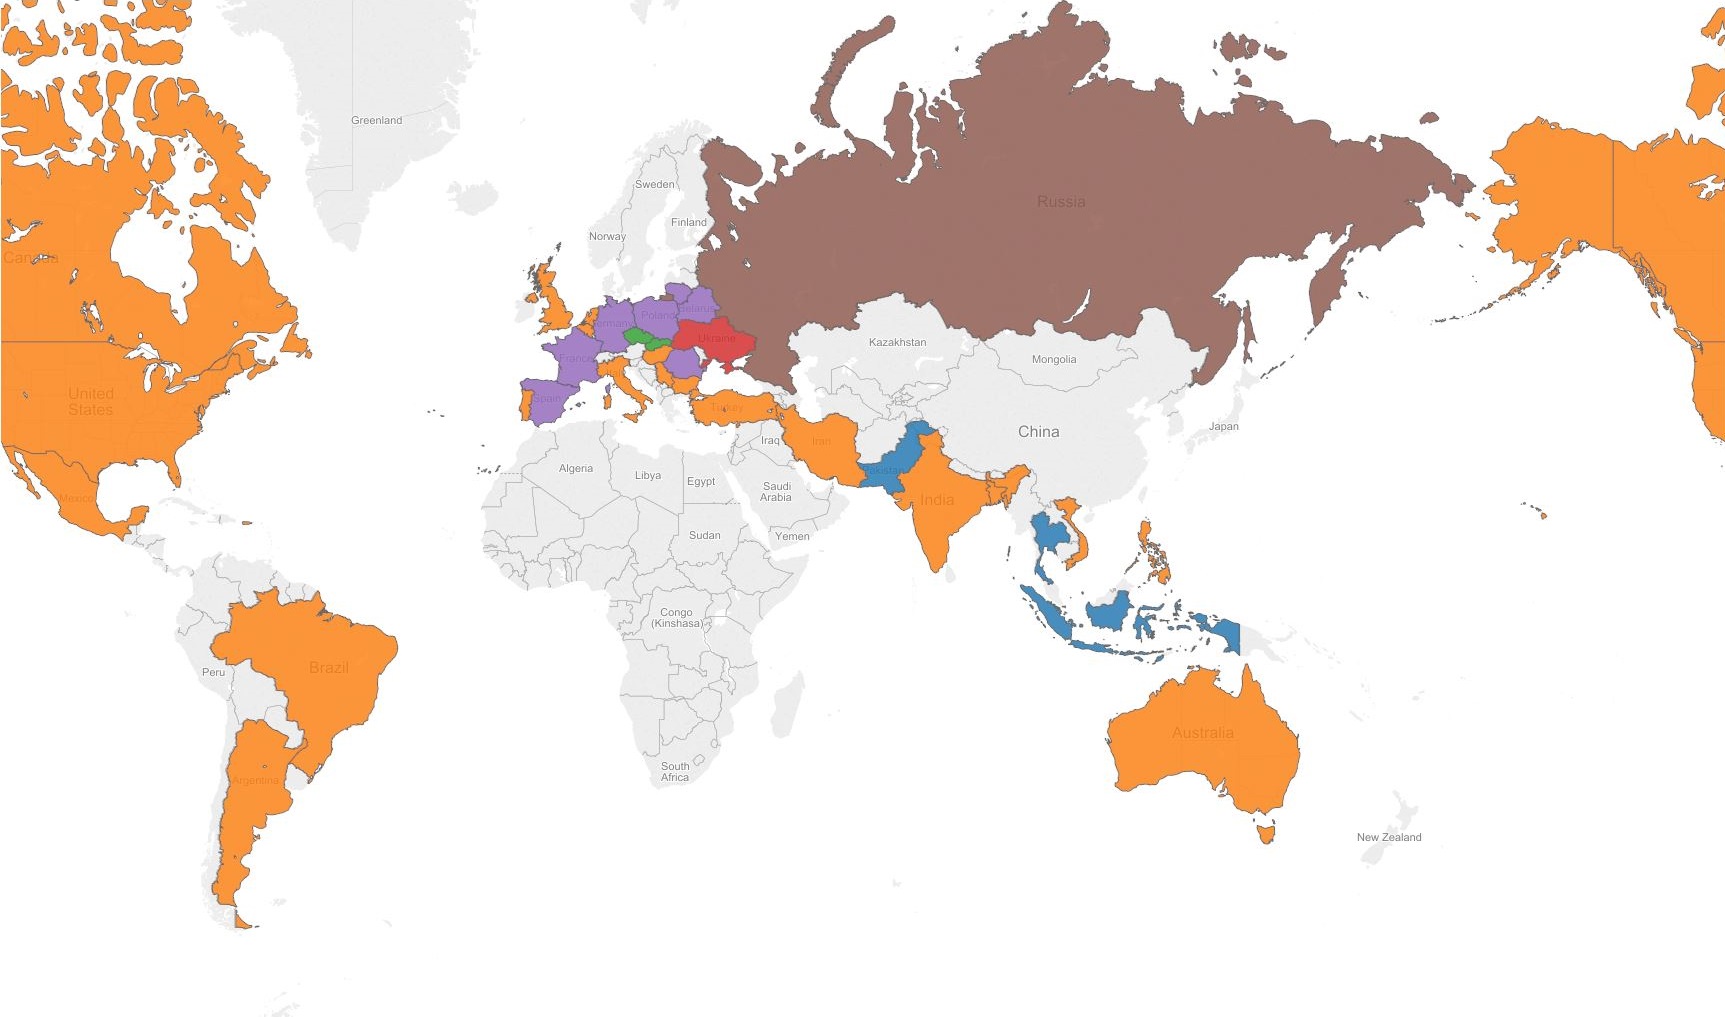 Greenland
Sweden
Finland
Norway
Russia
Canada
United
States
Mexico
Poland
Belarus
Germany
Ukraine
France
Spain
Turkey
Kazakhstan
Mongolia
China
Japan
Iraq
Iran
Algeria
Libya
Egypt
Saudi
Arabia
Pakistan
India
Sudan
Yemen
Congo
(Kinshasa)
Peru
Brazil
Argentina
South
Africa
Australia
New Zealand